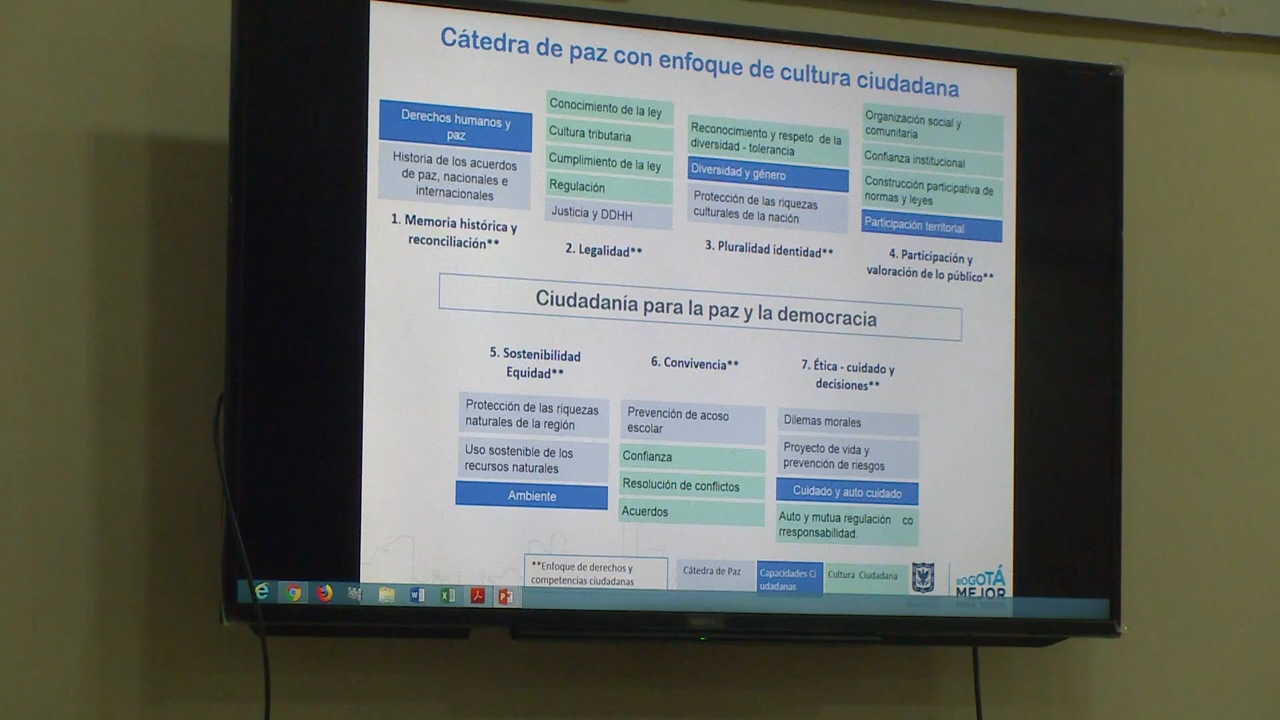 Cátedra de paz con enfoque de cultura ciudadana
Derechos humanos y
paz
Historia de los acuerdos
de paz, nacionales e
internacionales
1. Memoria histórica y
reconciliación**
Conocimiento de la ley
Cultura tributaria
Cumplimiento de la ley
Regulación
Justicia y DDHH
2. Legalidad**
Reconocimiento y respeto de la
diversidad - tolerancia
Diversidad y género
Protección de las riquezas
culturales de la nación
3. Pluralidad identidad**
Organización social y
comunitaria
Confianza institucional
Construcción participativa de
normas y leyes
Participación territorial
4. Participación y
valoración de lo público**
Ciudadanía para la paz y la democracia
5. Sostenibilidad
Equidad**
Protección de las riquezas
naturales de la región
Uso sostenible de los
recursos naturales
Ambiente
6. Convivencia**
Prevención de acoso
escolar
Confianza
Resolución de conflictos
Acuerdos
7. Ética - cuidado y
decisiones**
Dilemas morales
Proyecto de vida y
prevención de riesgos
Cuidado y auto cuidado
Auto y mutua regulación co
rresponsabilidad.
**Enfoque de derechos y
competencias ciudadanas
Cátedra de Paz
Capacidades Ci
udadanas
Cultura Ciudadana
BOGOTÁ
MEJOR